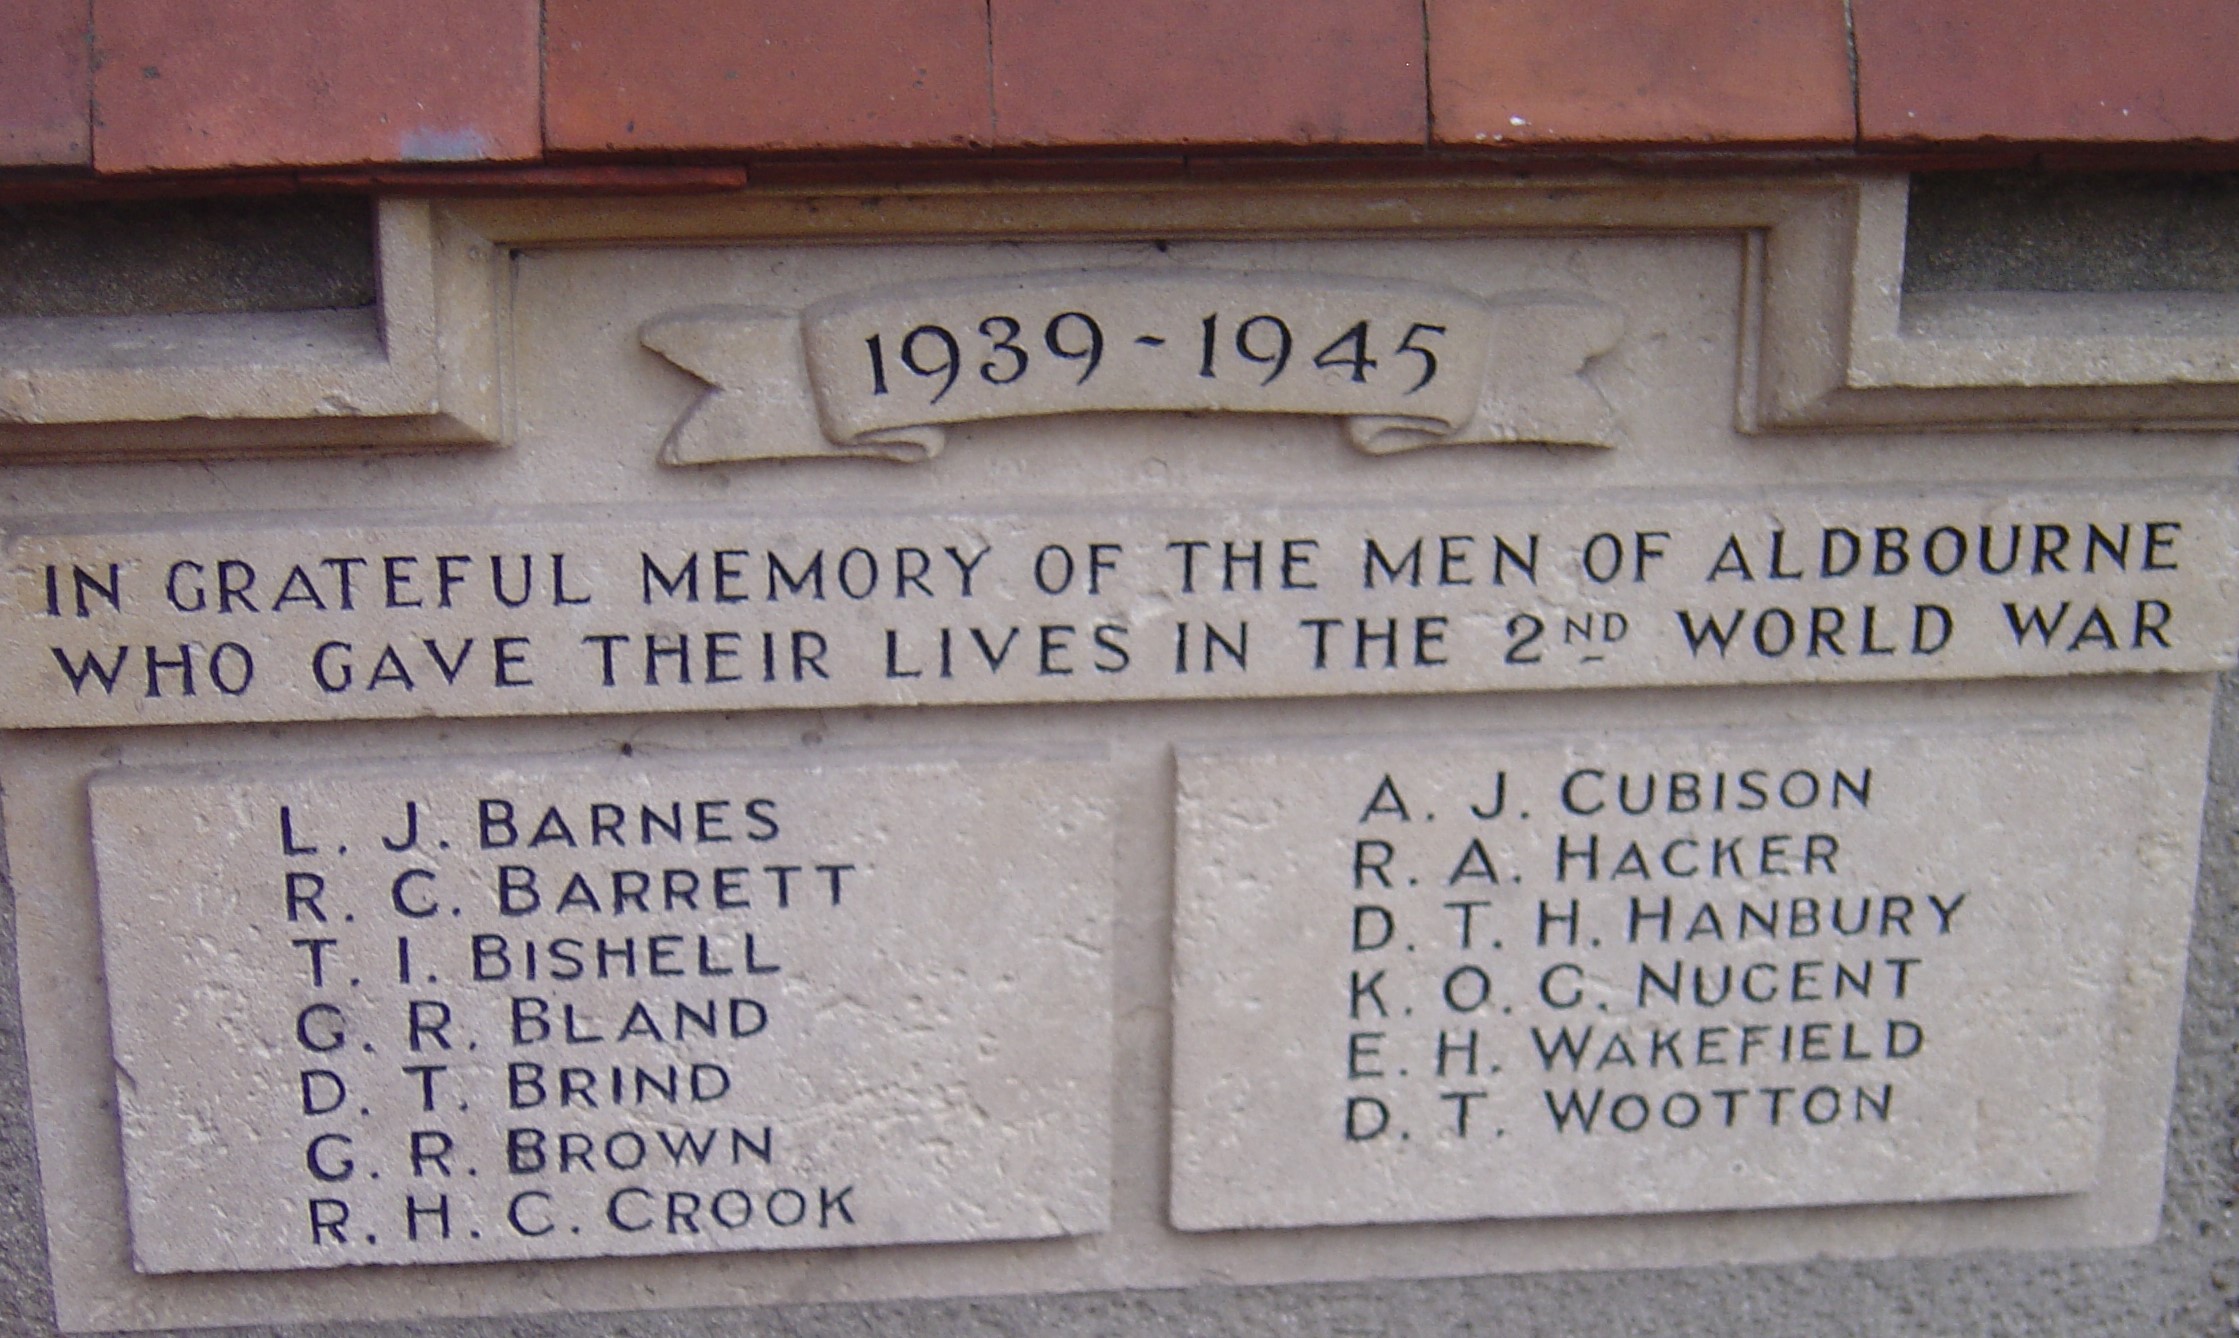 1939-1945
IN GRATEFUL MEMORY OF THE MEN OF ALDBOURNE
WHO GAVE THEIR LIVES IN THE 2ND WORLD WAR
L. J. BARNES
R. C. BARRETT
T. I. BISHELL
G. R. BLAND
D. T. BRIND
G. R. BROWN
R. H. C. CROOK
A. J. CUBISON
R. A. HACKER
D. T. H. HANBURY
K. O. G. NUGENT
E. H. WAKEFIELD
D. T. WOOTTON